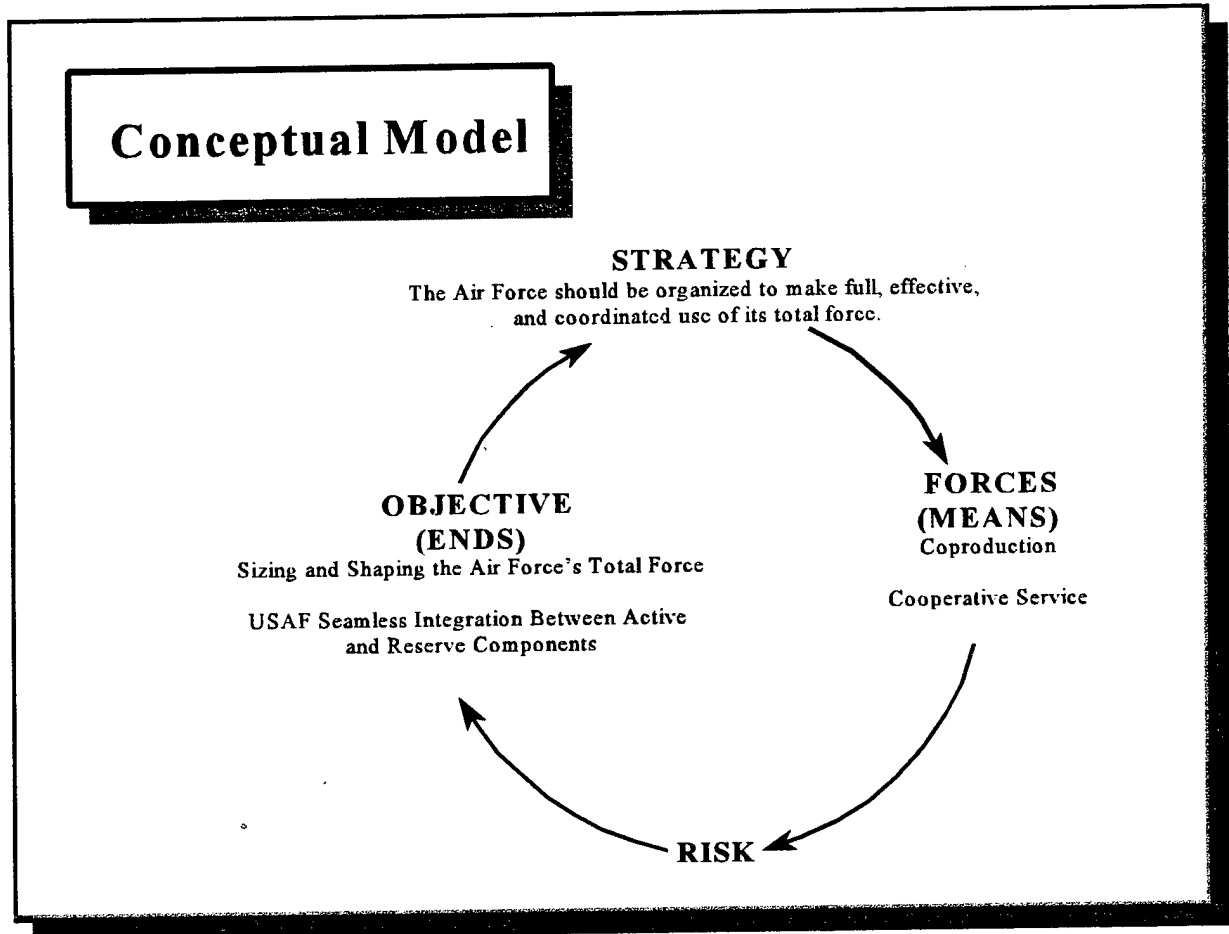 Conceptual Model
STRATEGY
The Air Force should be organized to make full, effective,
and coordinated use of its total force.
FORCES
(MEANS)
Coproduction
Cooperative Service
OBJECTIVE
(ENDS)
Sizing and Shaping the Air Force's Total Force
USAF Seamless Integration Between Active
and Reserve Components
RISK